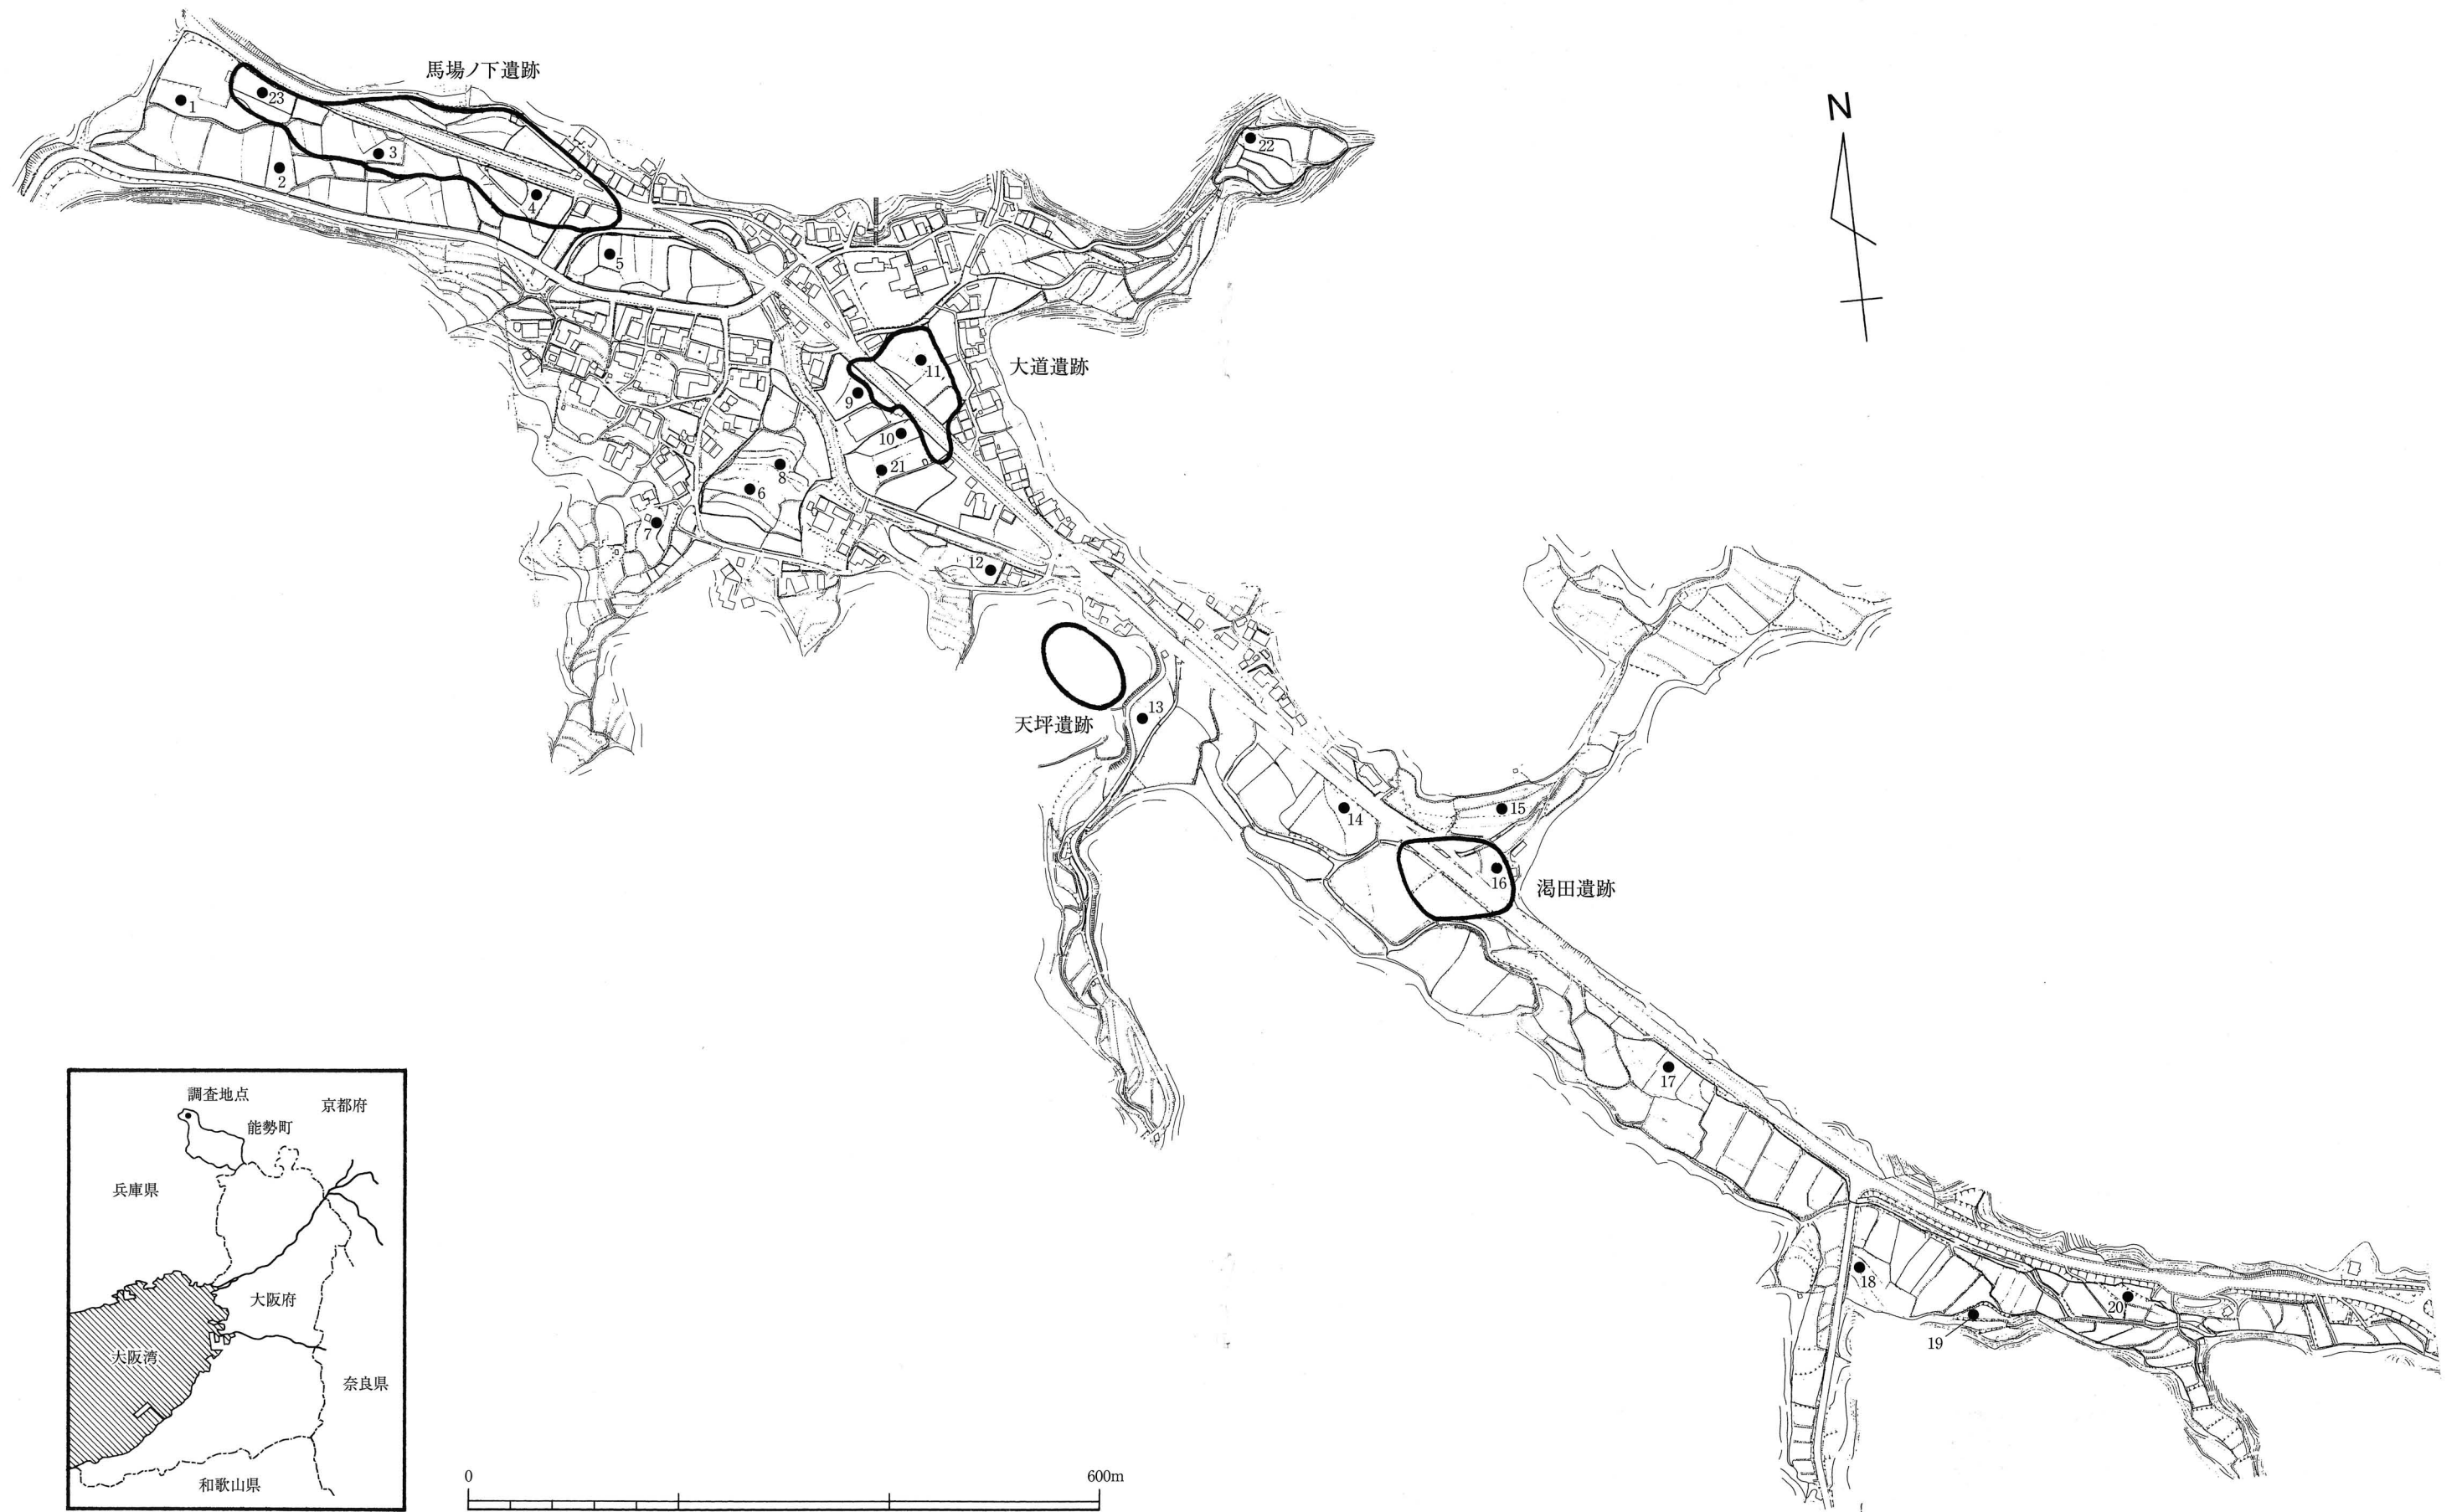 馬場ノ下遺跡
N
1
23
3
2
4
22
5
大道遺跡
11
9
10
21
8
6
7
12
天坪遺跡
13
14
15
16
渇田遺跡
17
18
19
20
調査地点
京都府
能勢町
兵庫県
大阪府
大阪湾
奈良県
和歌山県
0
600m